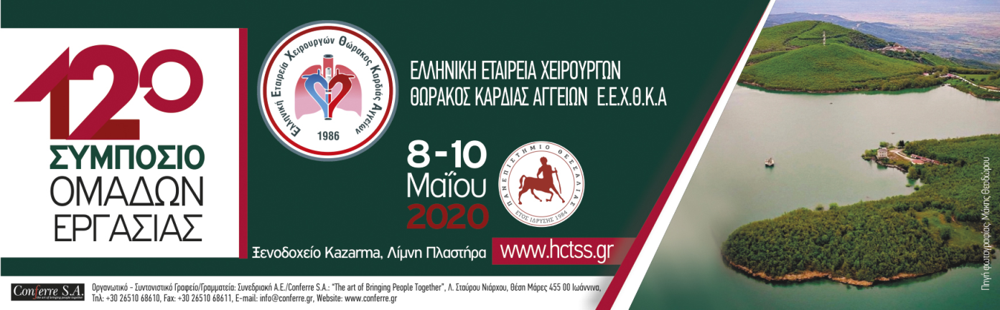 12ο
ΣΥΜΠΟΣΙΟ
ΟΜΑΔΩΝ
ΕΡΓΑΣΙΑΣ
Ελληνική Εταιρεία Χειρουργών Θώρακος Καρδιάς Αγγείων
1986
ΕΛΛΗΝΙΚΗ ΕΤΑΙΡΕΙΑ ΧΕΙΡΟΥΡΓΩΝ
ΘΩΡΑΚΟΣ ΚΑΡΔΙΑΣ ΑΓΓΕΙΩΝ Ε.Ε.Χ.Θ.Κ.Α
8-10
Μαΐου
2020
ΠΑΝΕΠΙΣΤΗΜΙΟ ΘΕΣΣΑΛΙΑΣ
ΕΤΟΣ ΙΔΡΥΣΗΣ 1984
Ξενοδοχείο Kazarma, Λίμνη Πλαστήρα
www.hctss.gr
Πηγή φωτογραφίας: Μάκης Θεοδώρου
Conferre S.A.
the art of bringing people together
Οργανωτικό - Συντονιστικό Γραφείο/Γραμματεία: Συνεδριακή Α.Ε./Conferre S.A.: “The art of Bringing People Together”, Λ. Σταύρου Νιάρχου, Θέση Μάρες 455 00 Ιωάννινα,
Τηλ: +30 26510 68610, Fax: +30 26510 68611, E-mail: info@conferre.gr, Website: www.conferre.gr